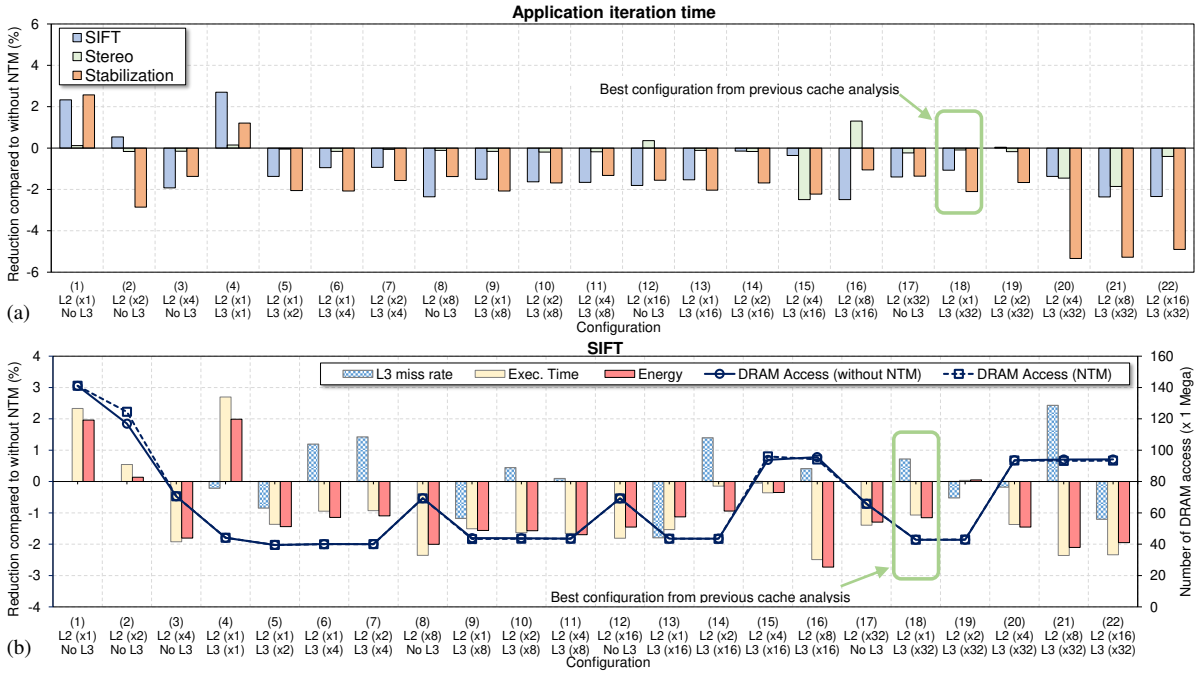 Application iteration time
Reduction compared to without NTM (%)
6
4
2
0
-2
-4
-6
SIFT
Stereo
Stabilization
Best configuration from previous cache analysis
(1) (2) (3) (4) (5) (6) (7) (8) (9) (10) (11) (12) (13) (14) (15) (16) (17) (18) (19) (20) (21) (22)
L2 (x1) L2 (x2) L2 (x4) L2 (x1) L2 (x1) L2 (x1) L2 (x2) L2 (x8) L2 (x1) L2 (x2) L2 (x4) L2 (x16) L2 (x1) L2 (x2) L2 (x4) L2 (x8) L2 (x32) L2 (x1) L2 (x2) L2 (x4) L2 (x8) L2 (x16)
No L3 No L3 No L3 L3 (x1) L3 (x2) L3 (x4) L3 (x4) No L3 L3 (x8) L3 (x8) L3 (x8) No L3 L3 (x16) L3 (x16) L3 (x16) L3 (x16) No L3 L3 (x32) L3 (x32) L3 (x32) L3 (x32) L3 (x32)
(a)
Configuration
SIFT
Reduction compared to without NTM (%)
4
3
2
1
0
-1
-2
-3
-4
L3 miss rate Exec. Time Energy DRAM Access (without NTM) DRAM Access (NTM)
160
140
120
100
80
60
40
20
0
Number of DRAM access (x 1 Mega)
Best configuration from previous cache analysis
(1) (2) (3) (4) (5) (6) (7) (8) (9) (10) (11) (12) (13) (14) (15) (16) (17) (18) (19) (20) (21) (22)
L2 (x1) L2 (x2) L2 (x4) L2 (x1) L2 (x1) L2 (x1) L2 (x2) L2 (x8) L2 (x1) L2 (x2) L2 (x4) L2 (x16) L2 (x1) L2 (x2) L2 (x4) L2 (x8) L2 (x32) L2 (x1) L2 (x2) L2 (x4) L2 (x8) L2 (x16)
No L3 No L3 No L3 L3 (x1) L3 (x2) L3 (x4) L3 (x4) No L3 L3 (x8) L3 (x8) L3 (x8) No L3 L3 (x16) L3 (x16) L3 (x16) L3 (x16) No L3 L3 (x32) L3 (x32) L3 (x32) L3 (x32) L3 (x32)
(b)
Configuration